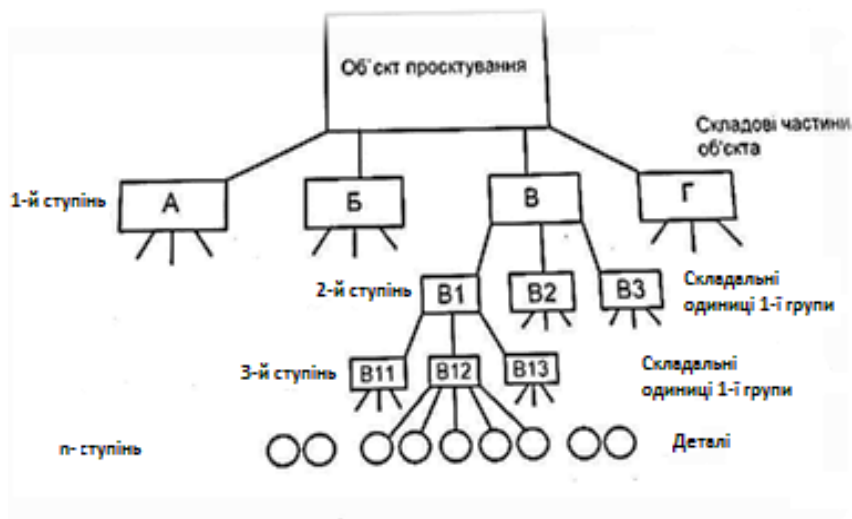 Об'єкт проєктування
Складові частини
об'єкта
1-й ступінь
А
Б
В
Г
2-й ступінь
В1
В2
В3
Складальні
одиниці 1-ї групи
3-й ступінь
В11
В12
В13
Складальні
одиниці 1-ї групи
n- ступінь
Деталі